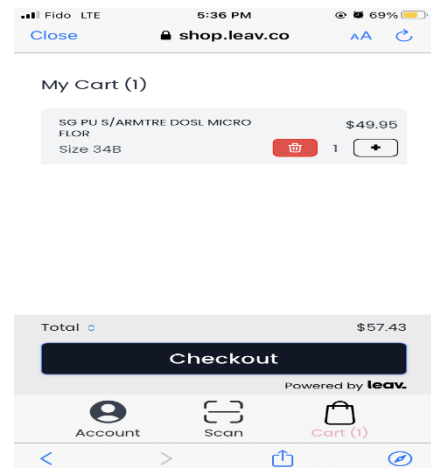 Fido LTE 5:36 PM 69%
Close shop.leav.co AA
My Cart (1)
SG PU S/ARMTRE DOSL MICRO $49.95
FLOR
Size 34B 1 +
Total $57.43
Checkout
Powered by leav.
Account Scan Cart (1)